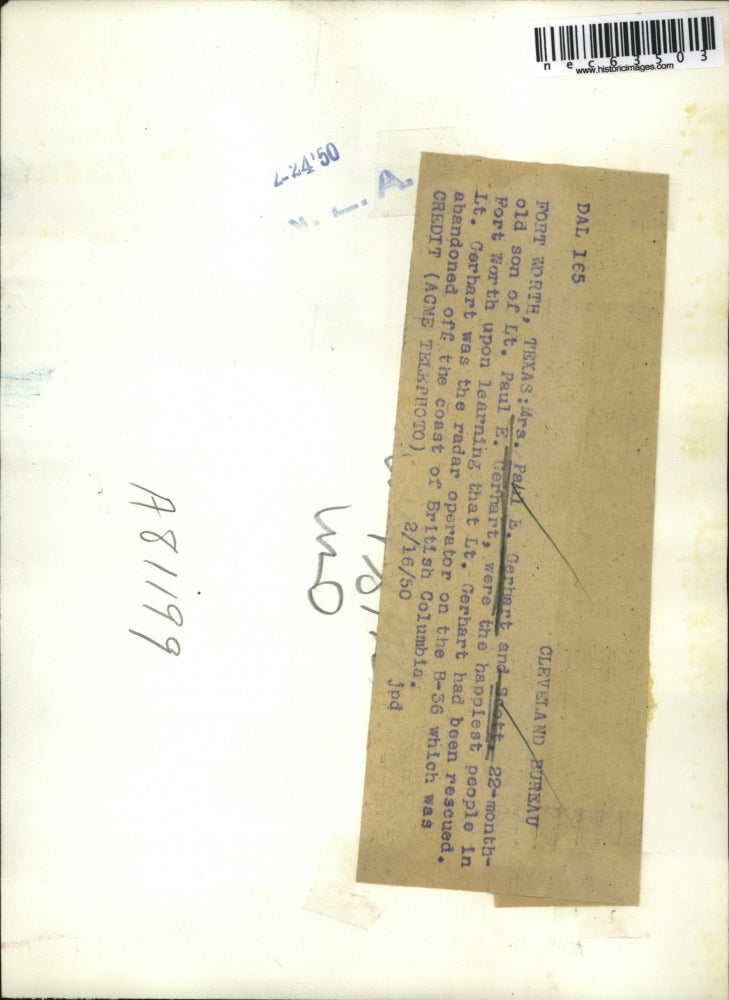 nec63503
www.historicimages.com
2-24'50
N. L. A.
DAL 165
CLEVELAND BUREAU
FORT WORTH, TEXAS: Mrs. Paul E. Gerhart and Scott, 22-month-
old son of Lt. Paul E. Gerhart, were the happiest people in
Fort Worth upon learning that Lt. Gerhart had been rescued.
Lt. Gerhart was the radar operator on the B-36 which was
abandoned off the coast of British Columbia.
CREDIT (ACME TELEPHOTO) 2/16/50 jpd
A81199